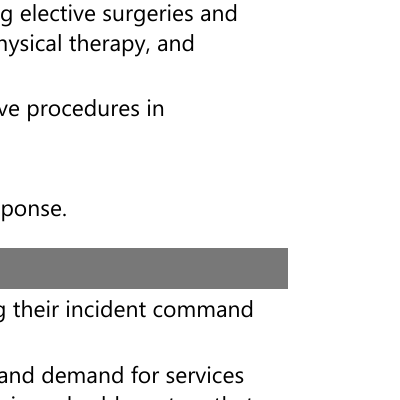 g elective surgeries and
hysical therapy, and
ve procedures in
ponse.
g their incident command
and demand for services